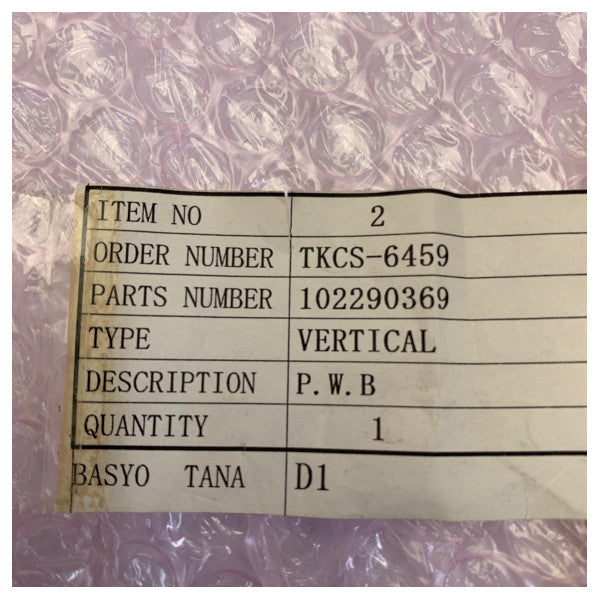 ITEM NO 2
ORDER NUMBER TKCS-6459
PARTS NUMBER 102290369
TYPE VERTICAL
DESCRIPTION P.W.B
QUANTITY 1
BASYO TANA D1